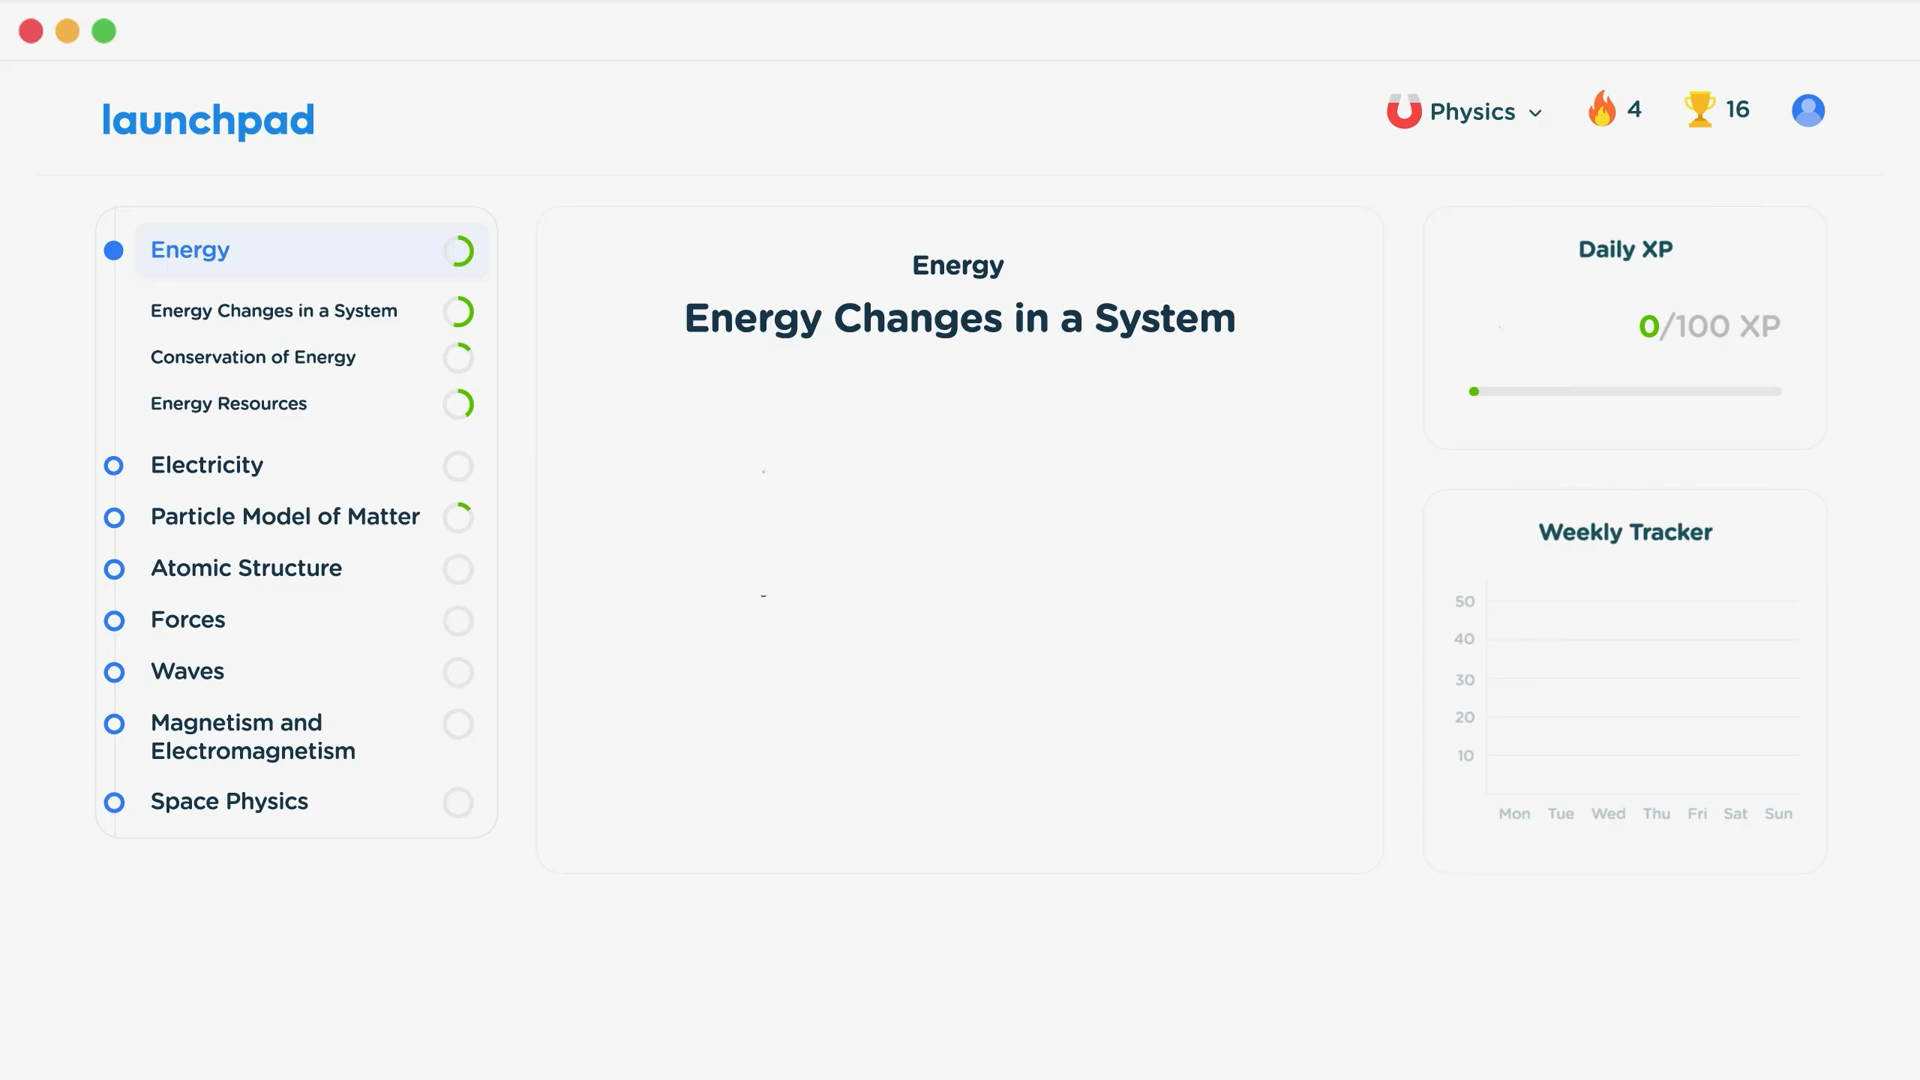 launchpad
Physics
4
16
Energy
Energy Changes in a System
Conservation of Energy
Energy Resources
Electricity
Particle Model of Matter
Atomic Structure
Forces
Waves
Magnetism and
Electromagnetism
Space Physics
Energy
Energy Changes in a System
Daily XP
0/100 XP
Weekly Tracker
50
40
30
20
10
Mon Tue Wed Thu Fri Sat Sun